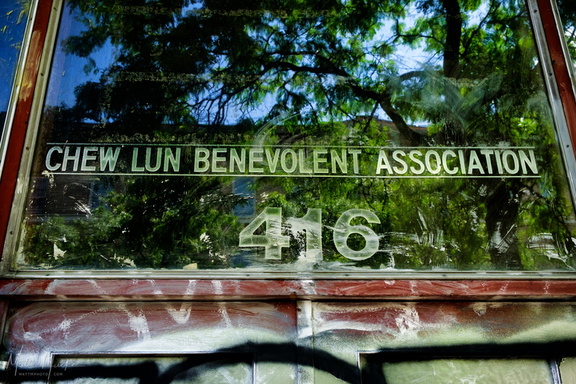 CHEW LUN BENEVOLENT ASSOCIATION
416